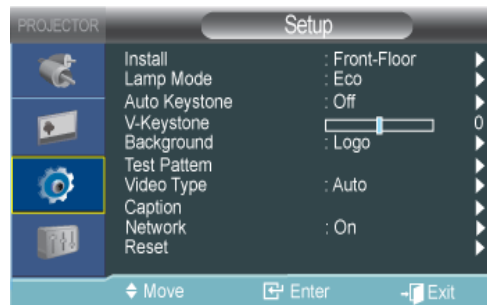 PROJECTOR Setup
Install : Front-Floor
Lamp Mode : Eco
Auto Keystone : Off
V-Keystone 0
Background : Logo
Test Pattem
Video Type : Auto
Caption
Network : On
Reset
Move Enter Exit